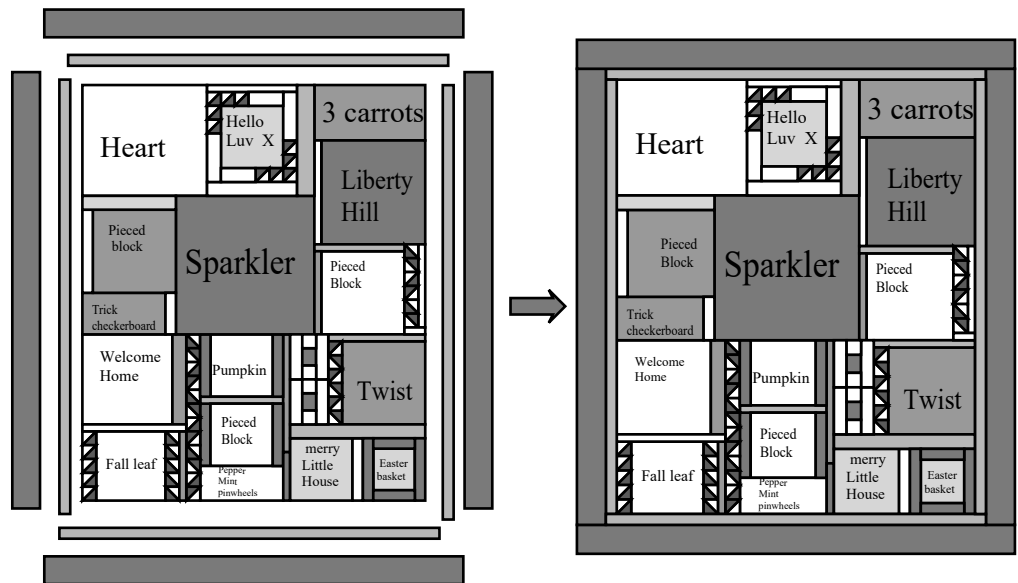 Heart
Hello
Luv X
3 carrots
Liberty
Hill
Pieced
block
Sparkler
Pieced
Block
Trick
checkerboard
Welcome
Home
Pumpkin
Twist
Pieced
Block
Fall leaf
Pepper
Mint
pinwheels
merry
Little
House
Easter
basket
Heart
Hello
Luv X
3 carrots
Liberty
Hill
Pieced
Block
Sparkler
Pieced
Block
Trick
checkerboard
Welcome
Home
Pumpkin
Twist
Pieced
Block
Fall leaf
Pepper
Mint
pinwheels
merry
Little
House
Easter
basket